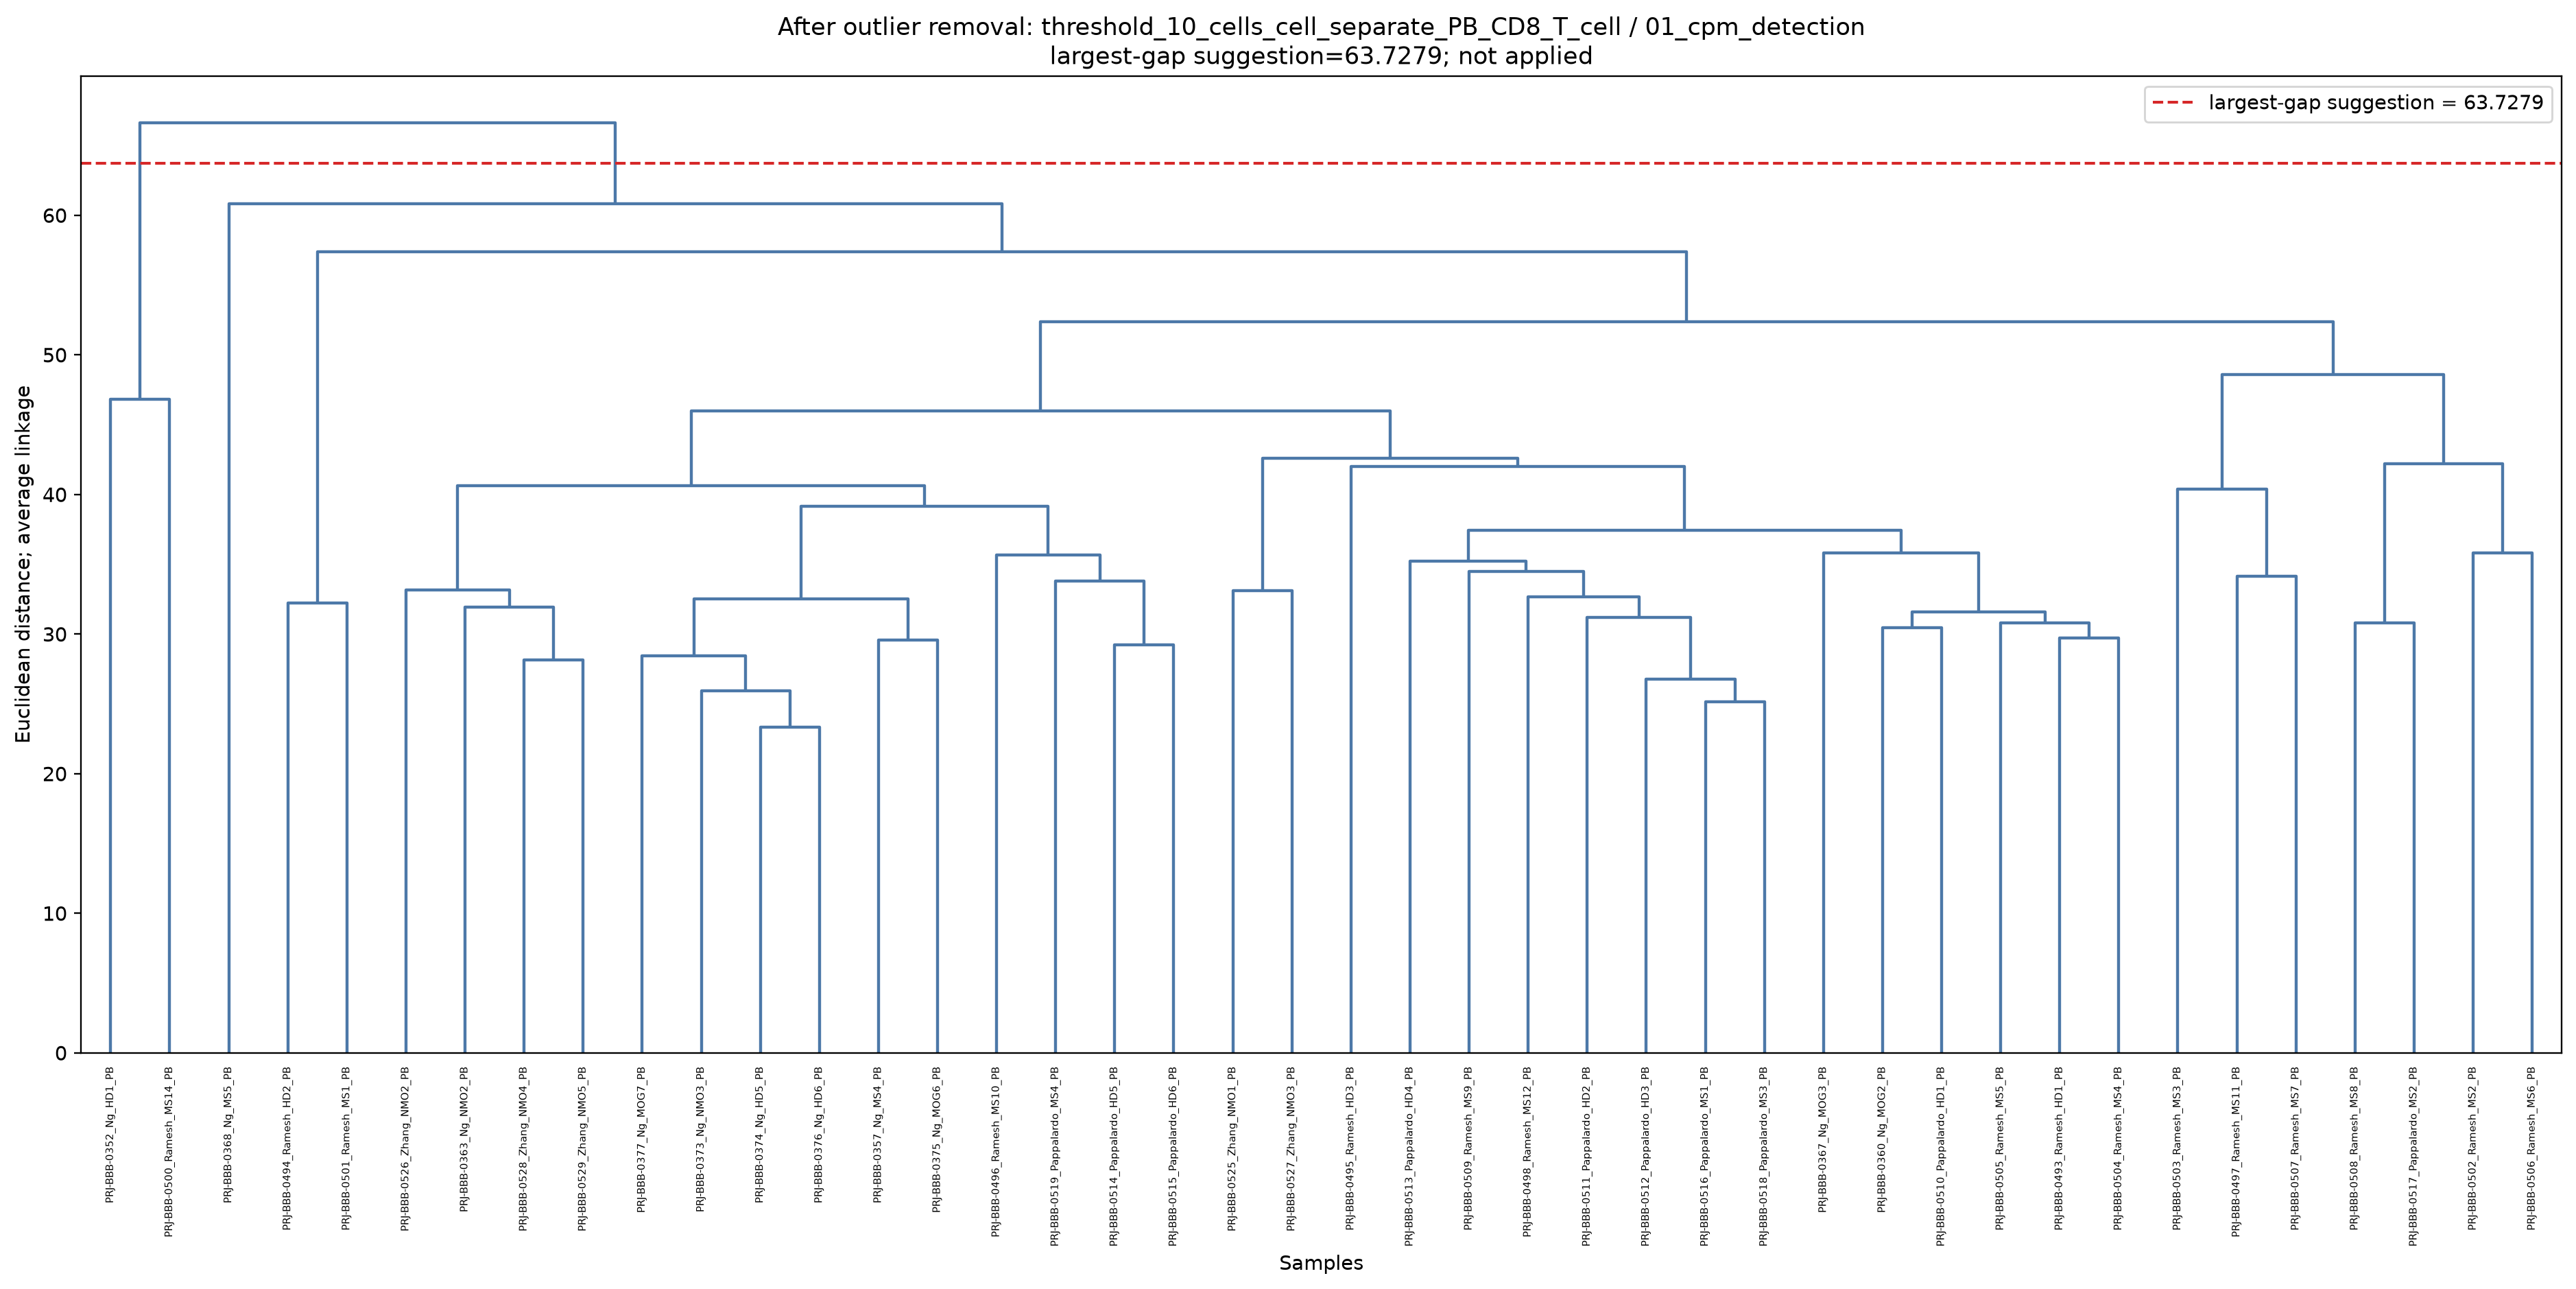 After outlier removal: threshold_10_cells_cell_separate_PB_CD8_T_cell / 01_cpm_detection
largest-gap suggestion=63.7279; not applied
largest-gap suggestion = 63.7279
Euclidean distance; average linkage
60
50
40
30
20
10
0
PRJ-BBB-0352_Ng_HD1_PB
PRJ-BBB-0500_Ramesh_MS14_PB
PRJ-BBB-0368_Ng_MS5_PB
PRJ-BBB-0494_Ramesh_HD2_PB
PRJ-BBB-0501_Ramesh_MS1_PB
PRJ-BBB-0526_Zhang_NMO2_PB
PRJ-BBB-0363_Ng_NMO2_PB
PRJ-BBB-0528_Zhang_NMO4_PB
PRJ-BBB-0529_Zhang_NMO5_PB
PRJ-BBB-0377_Ng_MOG7_PB
PRJ-BBB-0373_Ng_NMO3_PB
PRJ-BBB-0374_Ng_HD5_PB
PRJ-BBB-0376_Ng_HD6_PB
PRJ-BBB-0357_Ng_MS4_PB
PRJ-BBB-0375_Ng_MOG6_PB
PRJ-BBB-0496_Ramesh_MS10_PB
PRJ-BBB-0519_Pappalardo_MS4_PB
PRJ-BBB-0514_Pappalardo_HD5_PB
PRJ-BBB-0515_Pappalardo_HD6_PB
PRJ-BBB-0525_Zhang_NMO1_PB
PRJ-BBB-0527_Zhang_NMO3_PB
PRJ-BBB-0495_Ramesh_HD3_PB
PRJ-BBB-0513_Pappalardo_HD4_PB
PRJ-BBB-0509_Ramesh_MS9_PB
PRJ-BBB-0498_Ramesh_MS12_PB
PRJ-BBB-0511_Pappalardo_HD2_PB
PRJ-BBB-0512_Pappalardo_HD3_PB
PRJ-BBB-0516_Pappalardo_MS1_PB
PRJ-BBB-0518_Pappalardo_MS3_PB
PRJ-BBB-0367_Ng_MOG3_PB
PRJ-BBB-0360_Ng_MOG2_PB
PRJ-BBB-0510_Pappalardo_HD1_PB
PRJ-BBB-0505_Ramesh_MS5_PB
PRJ-BBB-0493_Ramesh_HD1_PB
PRJ-BBB-0504_Ramesh_MS4_PB
PRJ-BBB-0503_Ramesh_MS3_PB
PRJ-BBB-0497_Ramesh_MS11_PB
PRJ-BBB-0507_Ramesh_MS7_PB
PRJ-BBB-0508_Ramesh_MS8_PB
PRJ-BBB-0517_Pappalardo_MS2_PB
PRJ-BBB-0502_Ramesh_MS2_PB
PRJ-BBB-0506_Ramesh_MS6_PB
Samples